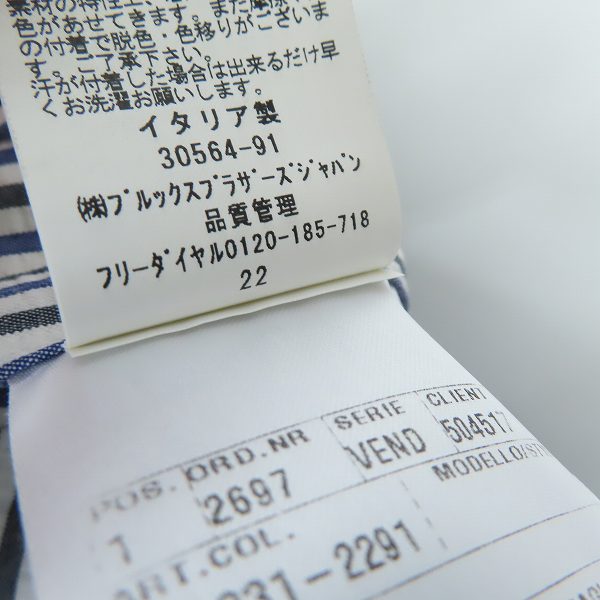 色があせてきます。また摩擦
の付着で脱色・色移りがございま
す。ご了承下さい。
汗が付着した場合は出来るだけ早
くお洗濯お願いします。
イタリア製
30564-91
㈱ブルックスブラザーズジャパン
品質管理
フリーダイヤル0120-185-718
22
POS. ORD.NR SERIE CLIENT
1 2697 VEND 504517
ART.COL. MODELLO/ST
31-2291